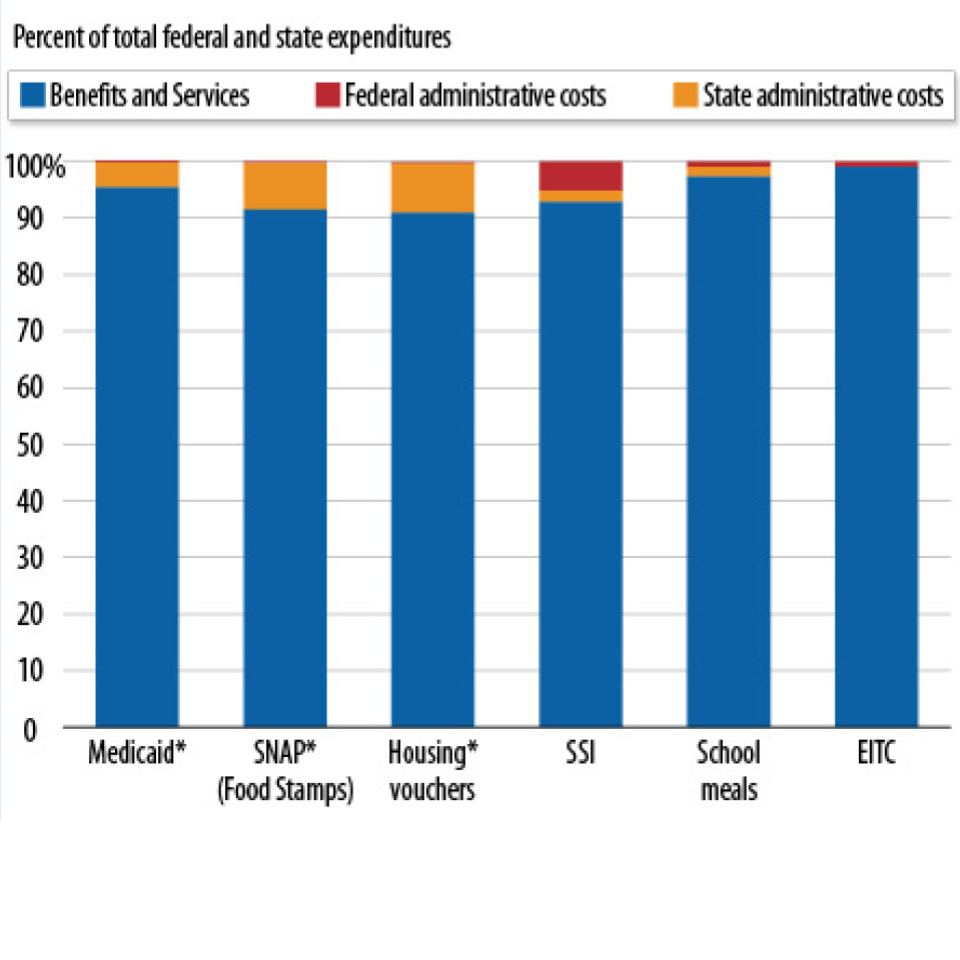 Percent of total federal and state expenditures
Benefits and Services Federal administrative costs State administrative costs
100%
90
80
70
60
50
40
30
20
10
0
Medicaid* SNAP* Housing* SSI School EITC
(Food Stamps) vouchers meals